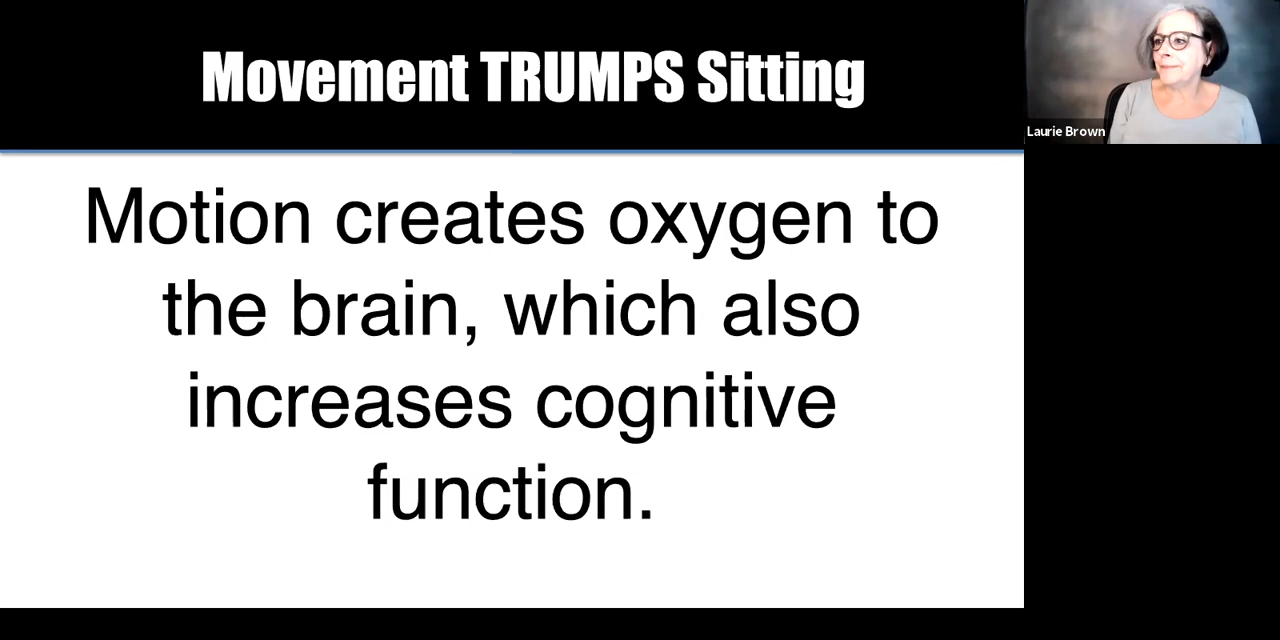 Movement TRUMPS Sitting
Motion creates oxygen to
the brain, which also
increases cognitive
function.
Laurie Brown